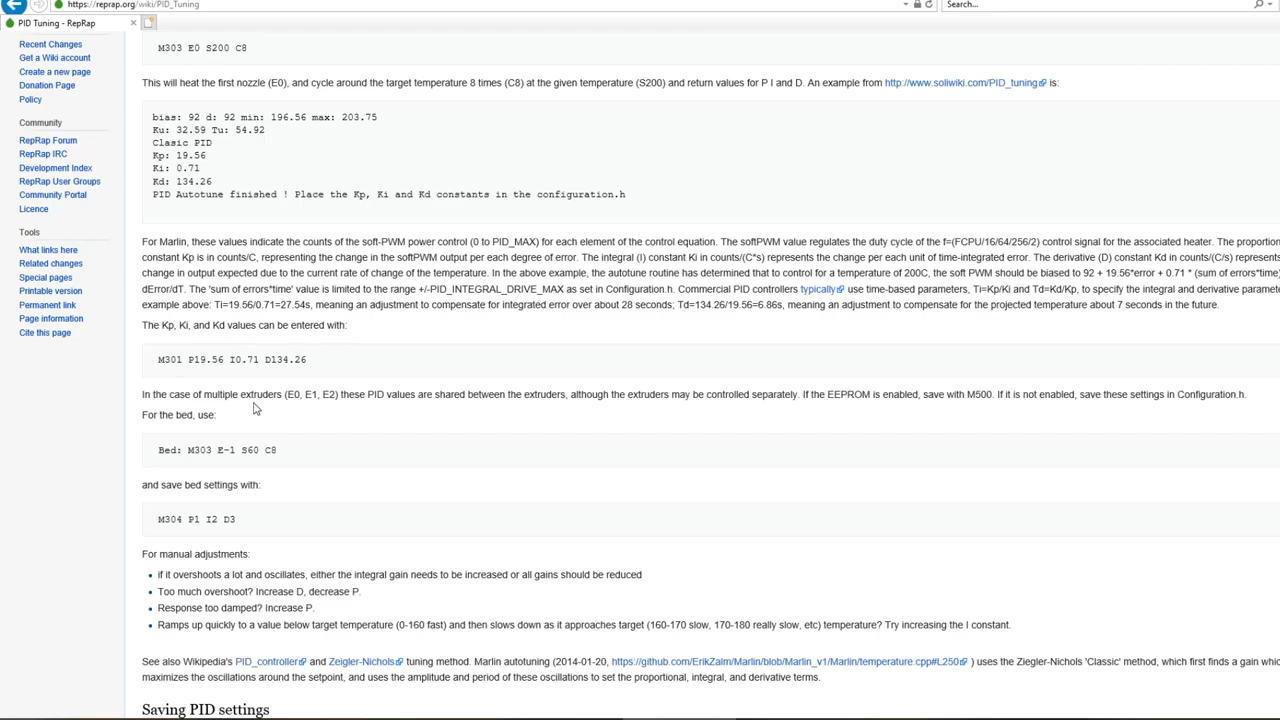 https://reprap.org/wiki/PID_Tuning
Search...
PID Tuning - RepRap
Recent Changes
Get a Wiki account
Create a new page
Donation Page
Policy
Community
RepRap Forum
RepRap IRC
Development Index
RepRap User Groups
Community Portal
Licence
Tools
What links here
Related changes
Special pages
Printable version
Permanent link
Page information
Cite this page
M303 E0 S200 C8
This will heat the first nozzle (E0), and cycle around the target temperature 8 times (C8) at the given temperature (S200) and return values for P I and D. An example from http://www.soliwiki.com/PID_tuning is:
bias: 92 d: 92 min: 196.56 max: 203.75
Ku: 32.59 Tu: 54.92
Clasic PID
Kp: 19.56
Ki: 0.71
Kd: 134.26
PID Autotune finished ! Place the Kp, Ki and Kd constants in the configuration.h
For Marlin, these values indicate the counts of the soft-PWM power control (0 to PID_MAX) for each element of the control equation. The softPWM value regulates the duty cycle of the f=(FCPU/16/64/256/2) control signal for the associated heater. The proportion
constant Kp is in counts/C, representing the change in the softPWM output per each degree of error. The integral (I) constant Ki in counts/(C*s) represents the change per each unit of time-integrated error. The derivative (D) constant Kd in counts/(C/s) represents
change in output expected due to the current rate of change of the temperature. In the above example, the autotune routine has determined that to control for a temperature of 200C, the soft PWM should be biased to 92 + 19.56*error + 0.71 * (sum of errors*time)
dError/dT. The 'sum of errors*time' value is limited to the range +/-PID_INTEGRAL_DRIVE_MAX as set in Configuration.h. Commercial PID controllers typically use time-based parameters, Ti=Kp/Ki and Td=Kd/Kp, to specify the integral and derivative paramete
example above: Ti=19.56/0.71=27.54s, meaning an adjustment to compensate for integrated error over about 28 seconds; Td=134.26/19.56=6.86s, meaning an adjustment to compensate for the projected temperature about 7 seconds in the future.
The Kp, Ki, and Kd values can be entered with:
M301 P19.56 I0.71 D134.26
In the case of multiple extruders (E0, E1, E2) these PID values are shared between the extruders, although the extruders may be controlled separately. If the EEPROM is enabled, save with M500. If it is not enabled, save these settings in Configuration.h.
For the bed, use:
Bed: M303 E-1 S60 C8
and save bed settings with:
M304 P1 I2 D3
For manual adjustments:
• if it overshoots a lot and oscillates, either the integral gain needs to be increased or all gains should be reduced
• Too much overshoot? Increase D, decrease P.
• Response too damped? Increase P.
• Ramps up quickly to a value below target temperature (0-160 fast) and then slows down as it approaches target (160-170 slow, 170-180 really slow, etc) temperature? Try increasing the I constant.
See also Wikipedia's PID_controller and Zeigler-Nichols tuning method. Marlin autotuning (2014-01-20, https://github.com/ErikZalm/Marlin/blob/Marlin_v1/Marlin/temperature.cpp#L250 ) uses the Ziegler-Nichols 'Classic' method, which first finds a gain whic
maximizes the oscillations around the setpoint, and uses the amplitude and period of these oscillations to set the proportional, integral, and derivative terms.
Saving PID settings